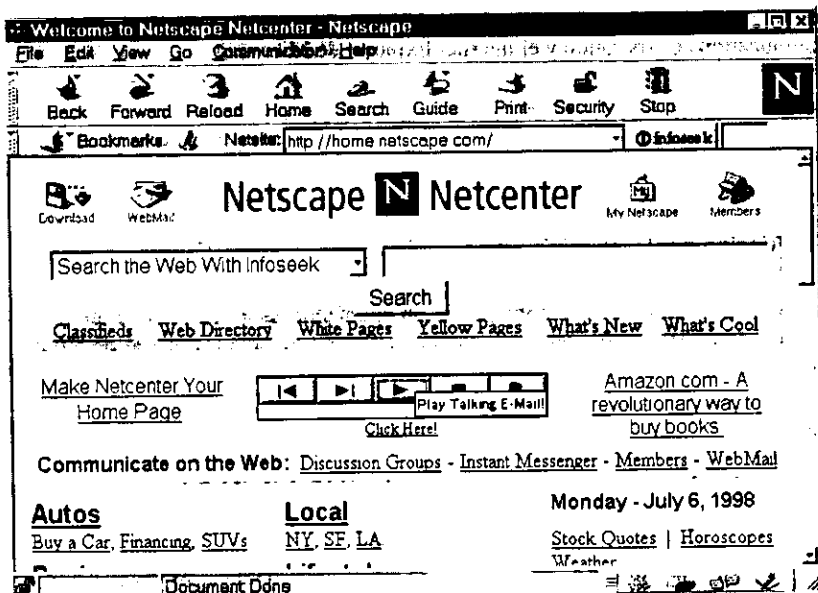 Welcome to Netscape Netcenter - Netscape
File Edit View Go Communicator Help
Back Forward Reload Home Search Guide Print Security Stop
N
Bookmarks Netsite: http //home netscape com/ infoseek
Download WebMail Netscape N Netcenter My Netscape Members
Search the Web With Infoseek
Search
Classifieds Web Directory White Pages Yellow Pages What's New What's Cool
Make Netcenter Your Home Page
Play Talking E-Mail!
Click Here!
Amazon com - A revolutionary way to buy books
Communicate on the Web: Discussion Groups - Instant Messenger - Members - WebMail
Autos
Buy a Car, Financing, SUVs
Local
NY, SF, LA
Monday - July 6, 1998
Stock Quotes | Horoscopes
Weather
Document Done